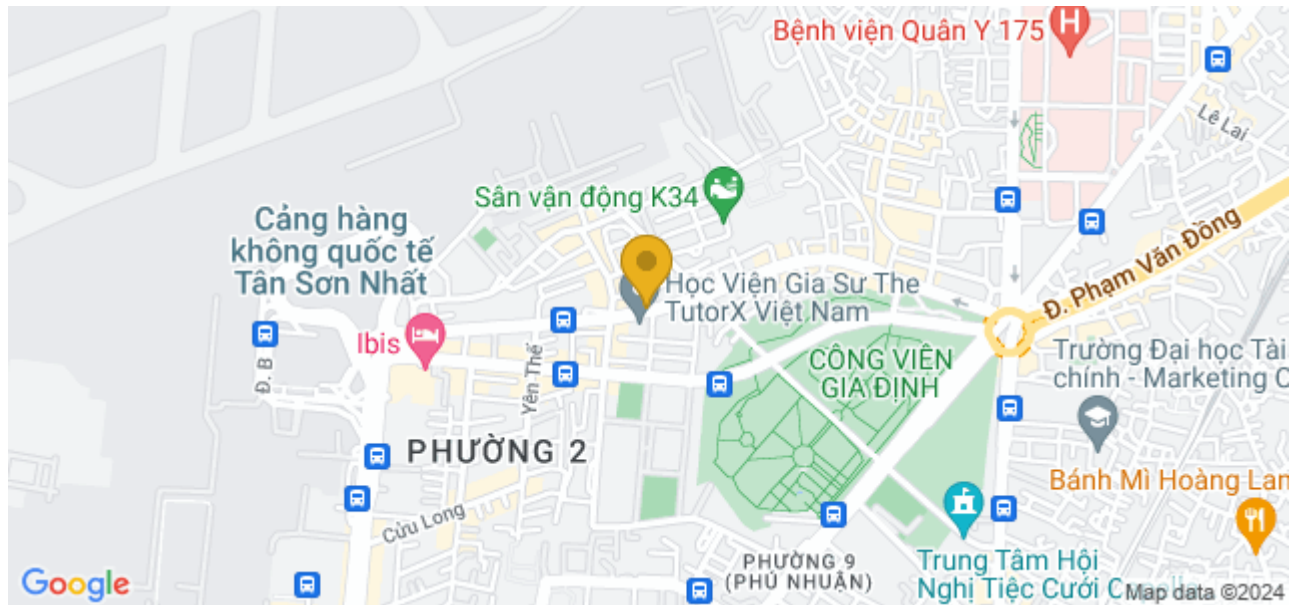 Bệnh viện Quân Y 175
Lê Lai
Sân vận động K34
Cảng hàng
không quốc tế
Tân Sơn Nhất
Đ. Phạm Văn Đồng
Học Viện Gia Sư The
TutorX Việt Nam
Ibis
Đ. B
Yên Thế
CÔNG VIÊN
GIA ĐỊNH
Trường Đại học Tài
chính - Marketing C
PHƯỜNG 2
Bánh Mì Hoàng Lan
Cửu Long
PHƯỜNG 9
(PHÚ NHUẬN)
Trung Tâm Hội
Nghị Tiệc Cưới
Google
Map data ©2024